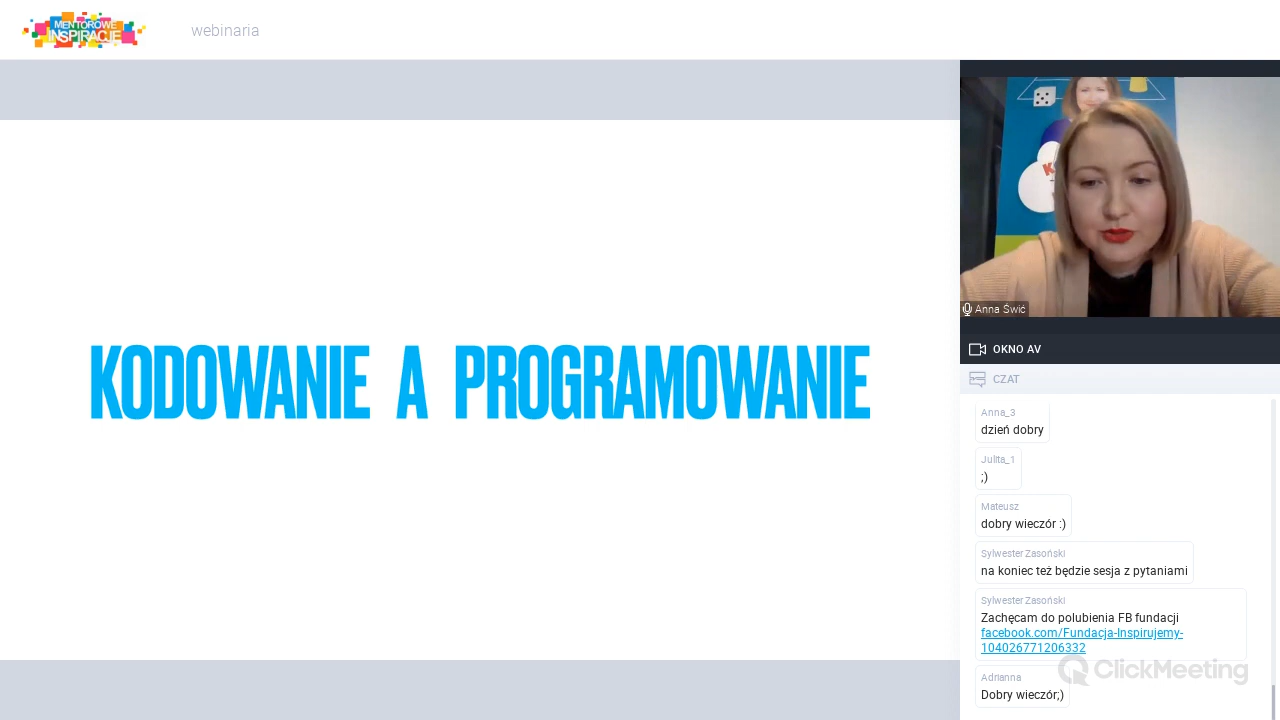 MENTOROWE
INSPIRACJE
webinaria
KODOWANIE A PROGRAMOWANIE
Anna Świć
OKNO AV
CZAT
Anna_3
dzień dobry
Julita_1
;)
Mateusz
dobry wieczór :)
Sylwester Zasoński
na koniec też będzie sesja z pytaniami
Sylwester Zasoński
Zachęcam do polubienia FB fundacji
facebook.com/Fundacja-Inspirujemy-
104026771206332
ClickMeeting
Adrianna
Dobry wieczór;)